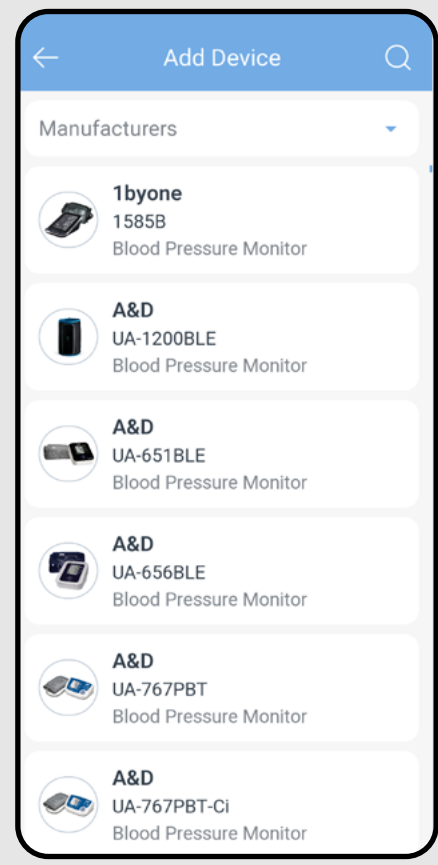 Add Device
Manufacturers
1byone
1585B
Blood Pressure Monitor
A&D
UA-1200BLE
Blood Pressure Monitor
A&D
UA-651BLE
Blood Pressure Monitor
A&D
UA-656BLE
Blood Pressure Monitor
A&D
UA-767PBT
Blood Pressure Monitor
A&D
UA-767PBT-Ci
Blood Pressure Monitor